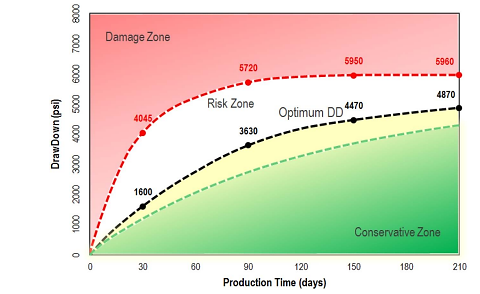 8000
Damage Zone
7000
5720
5950
5960
6000
Risk Zone
4870
5000
4045
Optimum DD
4470
DrawDown (psi)
4000
3630
3000
1600
2000
Conservative Zone
1000
0
0 30 60 90 120 150 180 210
Production Time (days)